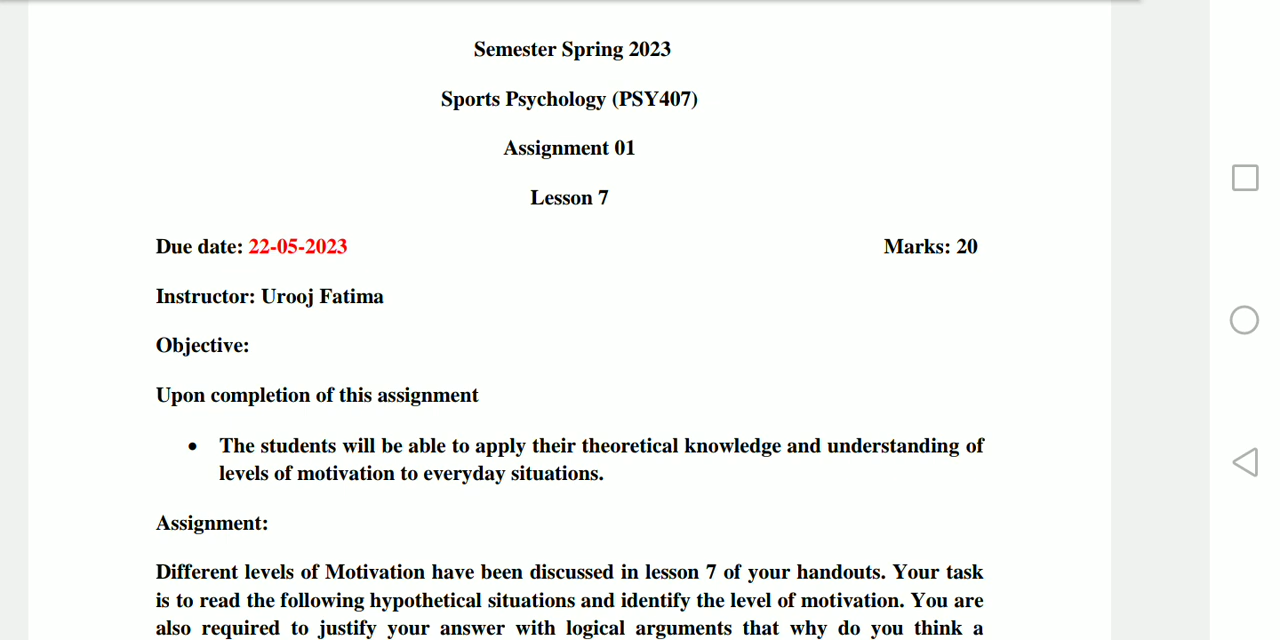 Semester Spring 2023
Sports Psychology (PSY407)
Assignment 01
Lesson 7
Due date: 22-05-2023 Marks: 20
Instructor: Urooj Fatima
Objective:
Upon completion of this assignment
• The students will be able to apply their theoretical knowledge and understanding of
levels of motivation to everyday situations.
Assignment:
Different levels of Motivation have been discussed in lesson 7 of your handouts. Your task
is to read the following hypothetical situations and identify the level of motivation. You are
also required to justify your answer with logical arguments that why do you think a